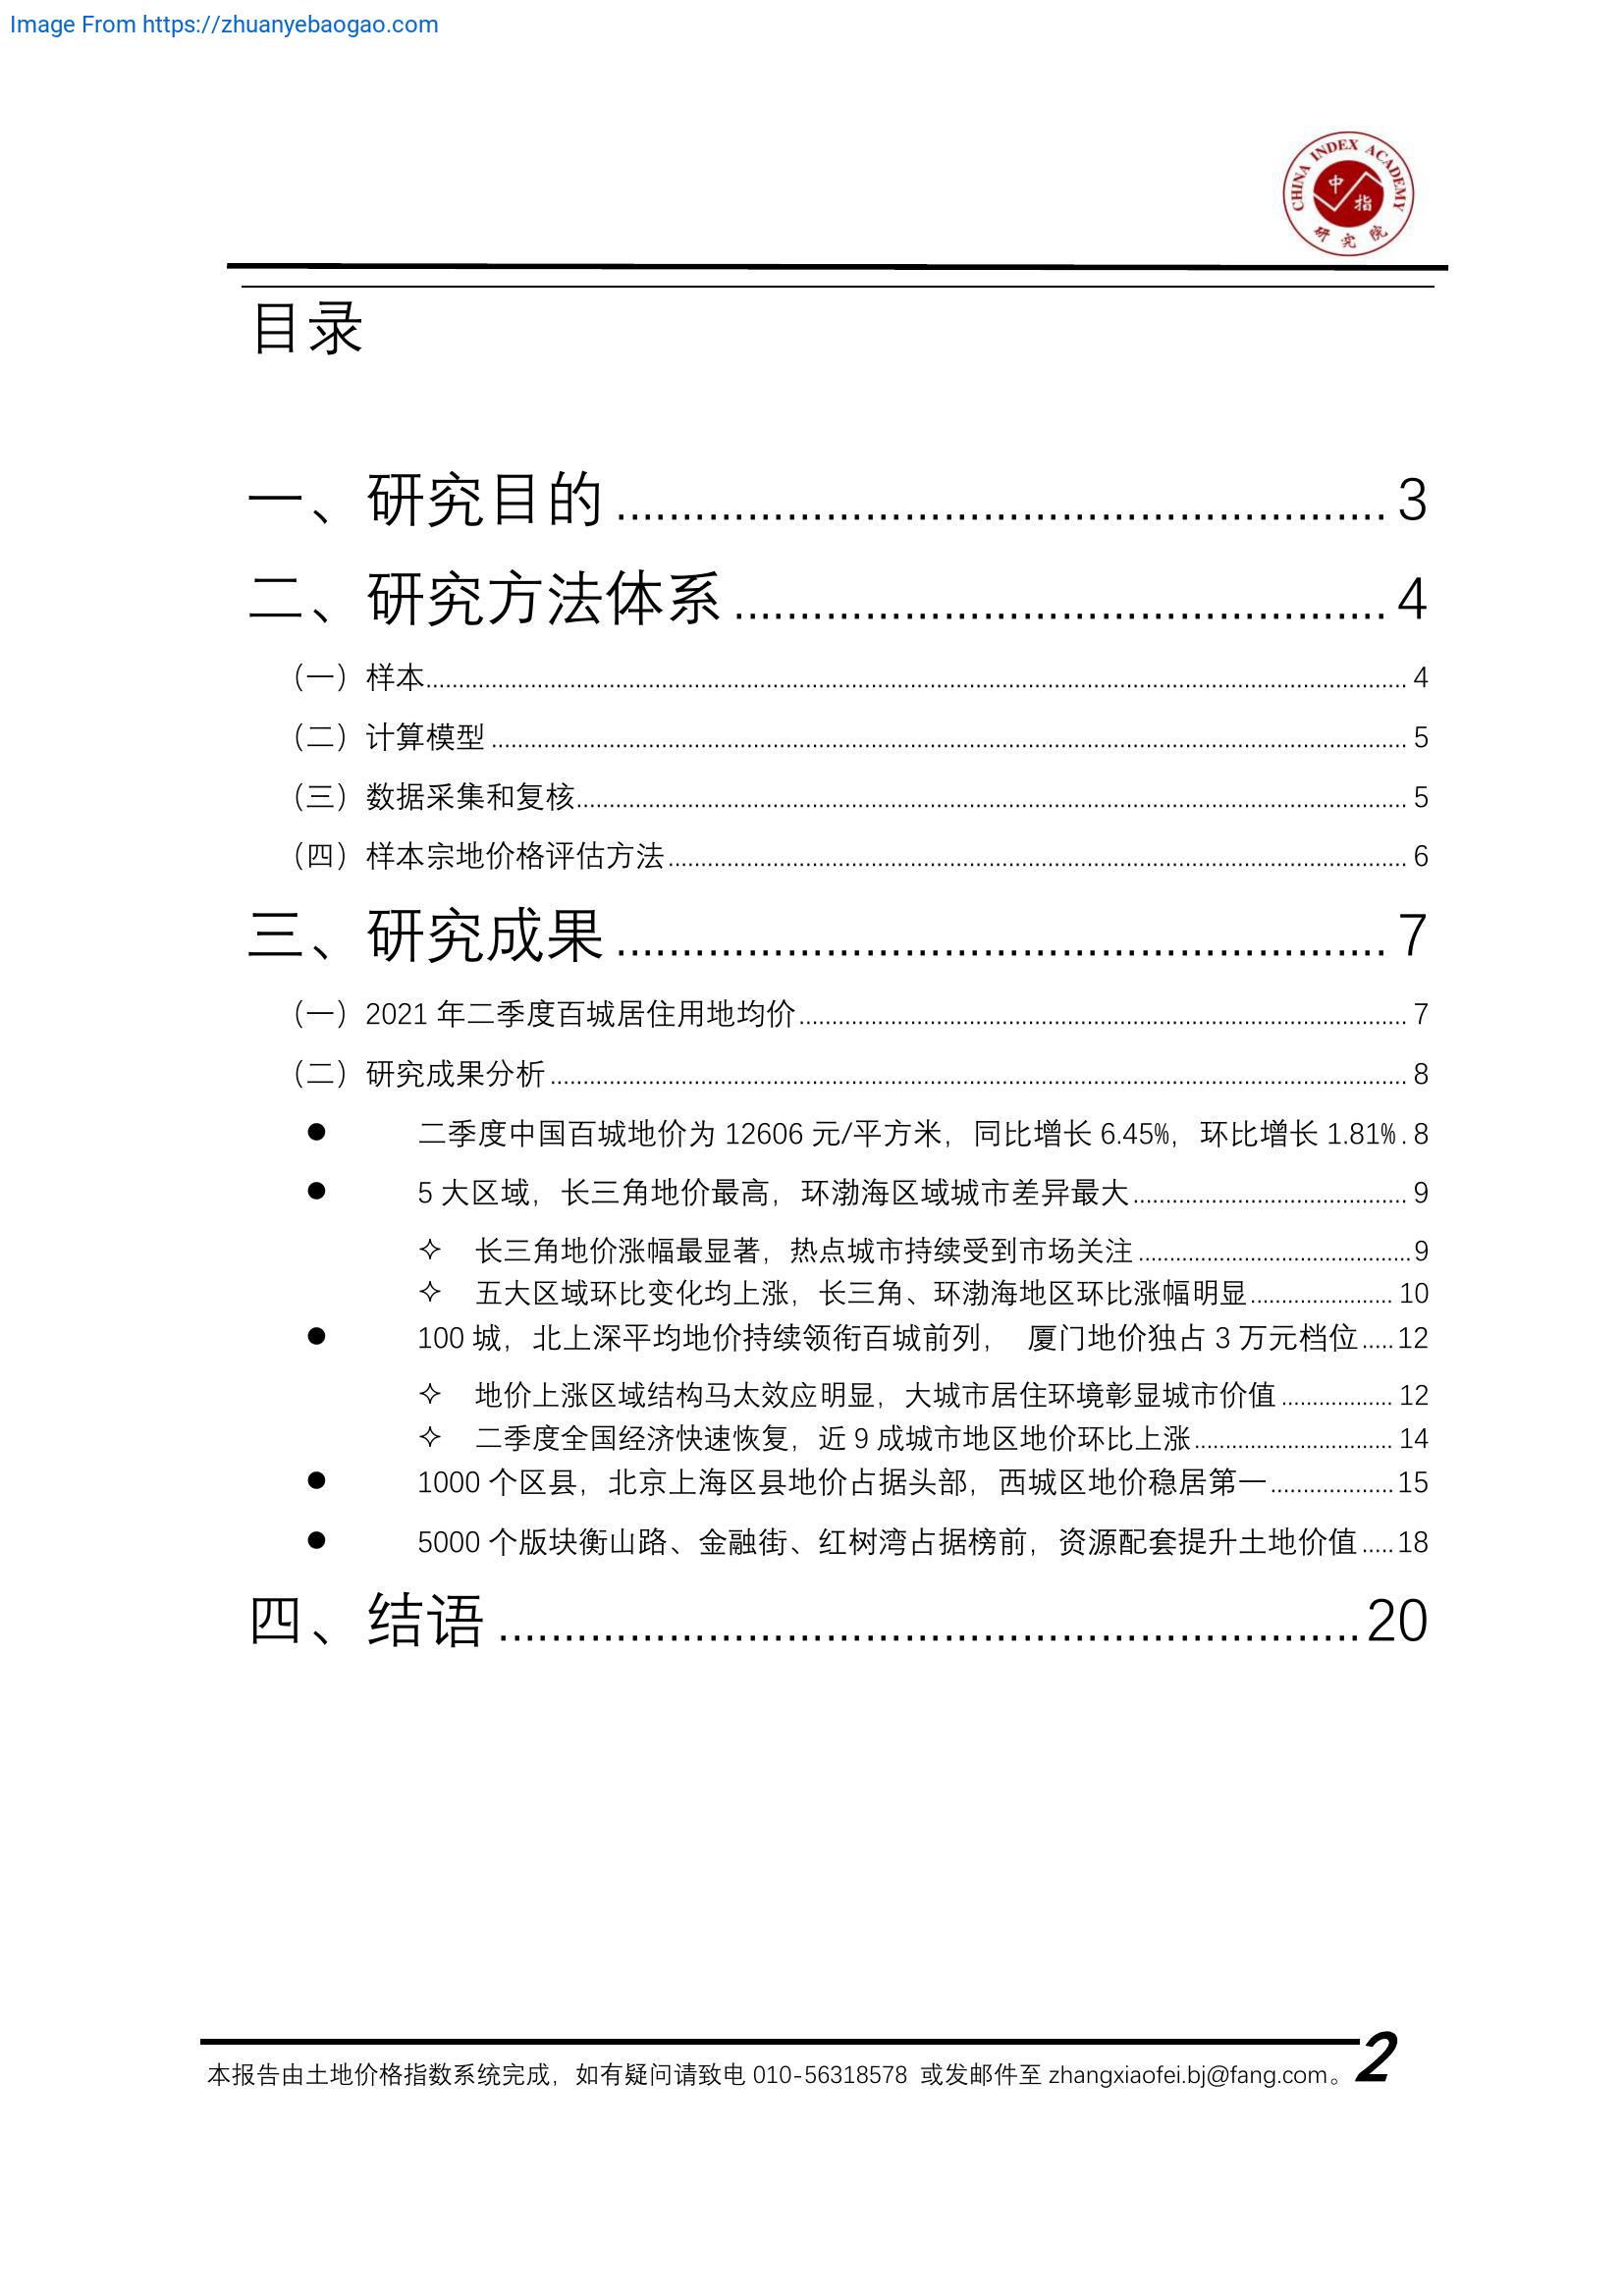 Image From https://zhuanyebaogao.com
CHINA INDEX ACADEMY
中指
研究院
目录
一、研究目的............................................................ 3
二、研究方法体系.................................................. 4
（一）样本............................................................ 4
（二）计算模型............................................................ 5
（三）数据采集和复核............................................................ 5
（四）样本宗地价格评估方法............................................................ 6
三、研究成果............................................................ 7
（一）2021 年二季度百城居住用地均价............................................................ 7
（二）研究成果分析............................................................ 8
● 二季度中国百城地价为 12606 元/平方米，同比增长 6.45%，环比增长 1.81% . 8
● 5 大区域，长三角地价最高，环渤海区域城市差异最大........................................ 9
✧ 长三角地价涨幅最显著，热点城市持续受到市场关注............................................ 9
✧ 五大区域环比变化均上涨，长三角、环渤海地区环比涨幅明显....................... 10
● 100 城，北上深平均地价持续领衔百城前列， 厦门地价独占 3 万元档位..... 12
✧ 地价上涨区域结构马太效应明显，大城市居住环境彰显城市价值.................. 12
✧ 二季度全国经济快速恢复，近 9 成城市地区地价环比上涨................................ 14
● 1000 个区县，北京上海区县地价占据头部，西城区地价稳居第一................... 15
● 5000 个版块衡山路、金融街、红树湾占据榜前，资源配套提升土地价值..... 18
四、结语.................................................................. 20
本报告由土地价格指数系统完成，如有疑问请致电 010-56318578 或发邮件至 zhangxiaofei.bj@fang.com。2